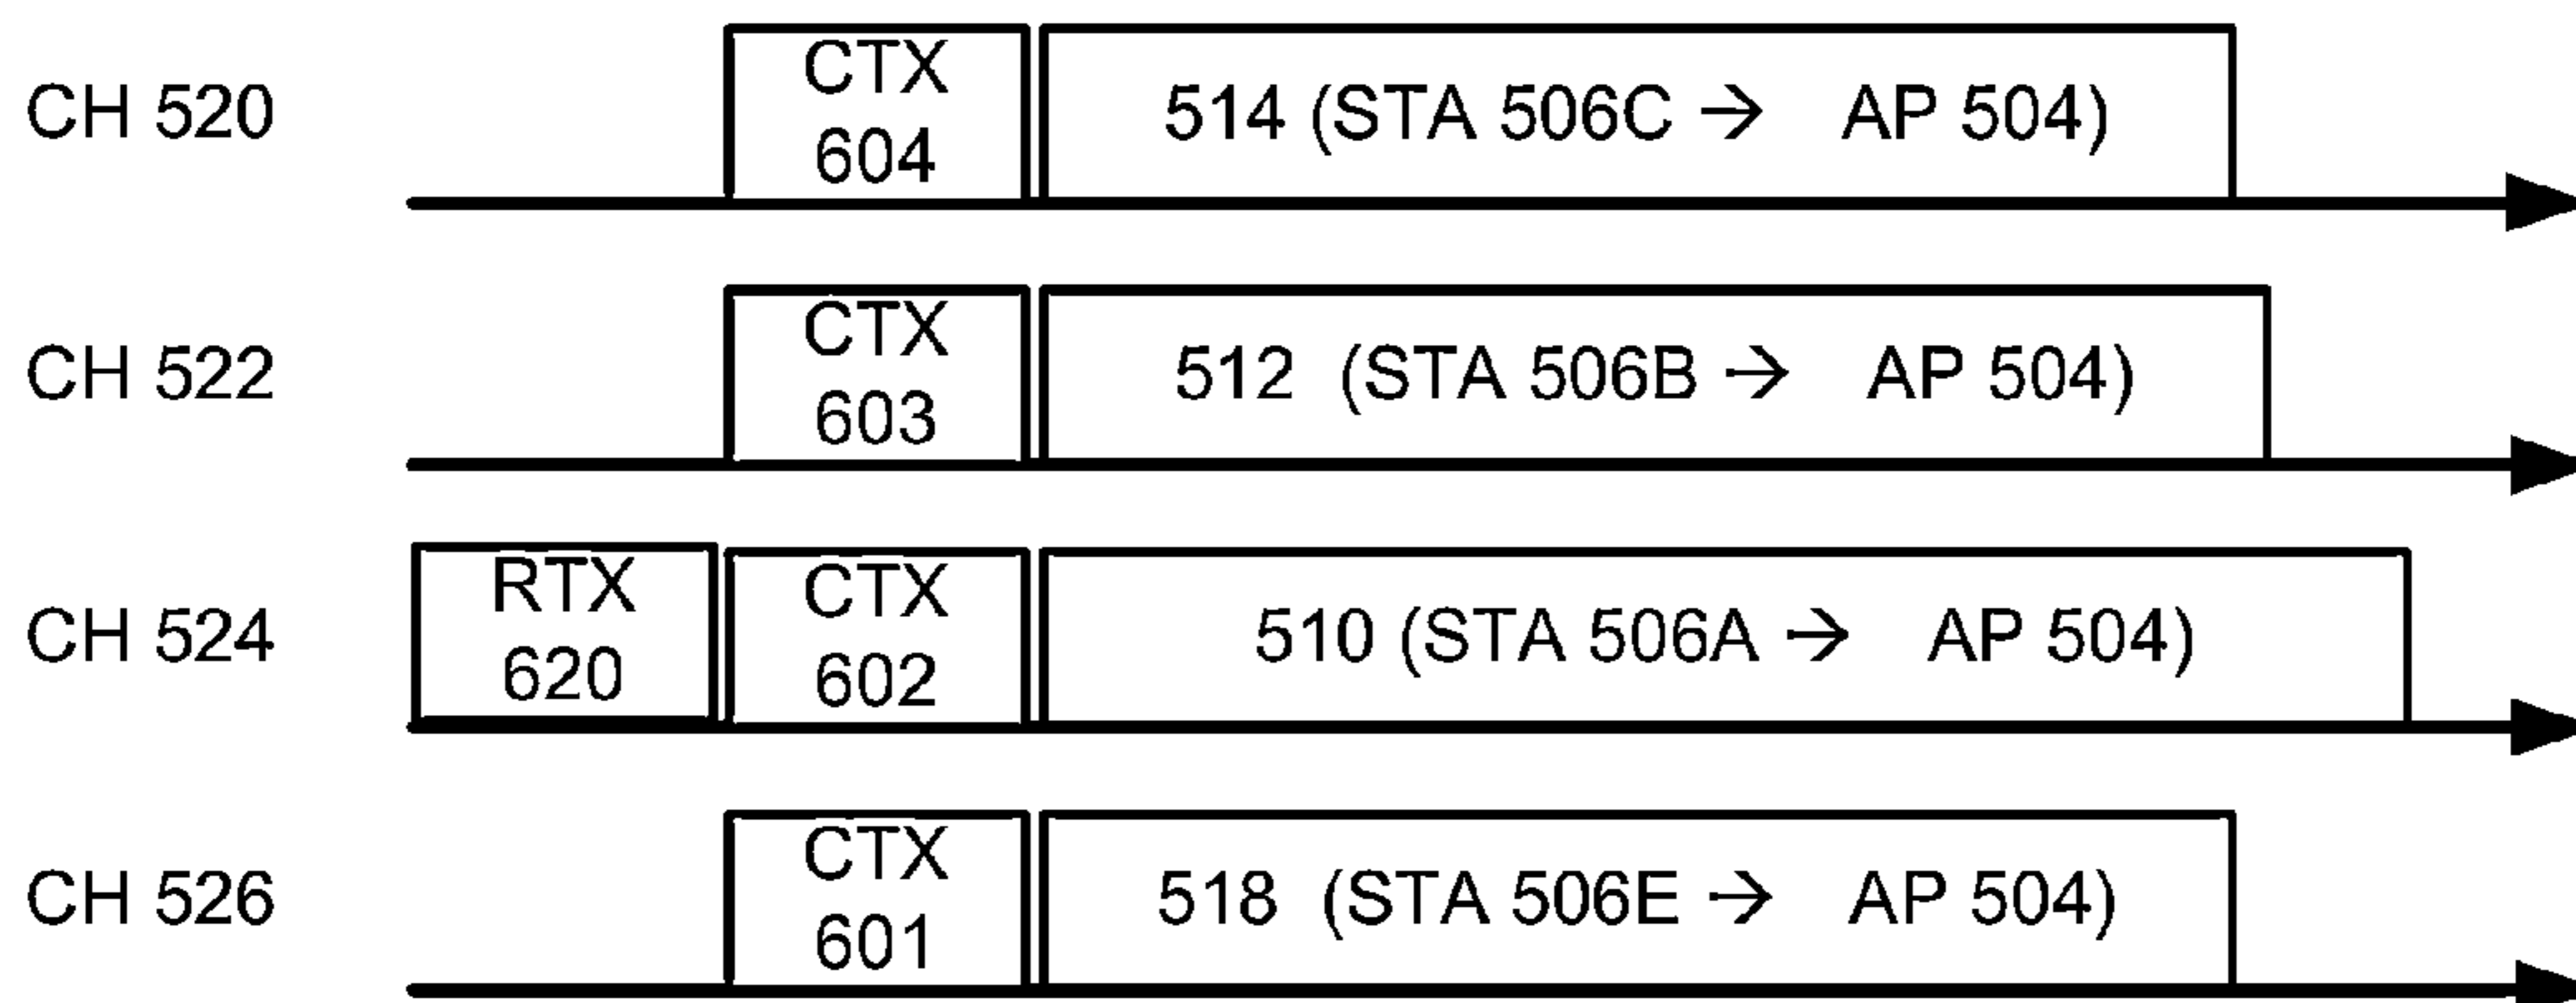 CH 520
CTX
604
514 (STA 506C → AP 504)
CH 522
CTX
603
512 (STA 506B → AP 504)
CH 524
RTX
620
CTX
602
510 (STA 506A → AP 504)
CH 526
CTX
601
518 (STA 506E → AP 504)